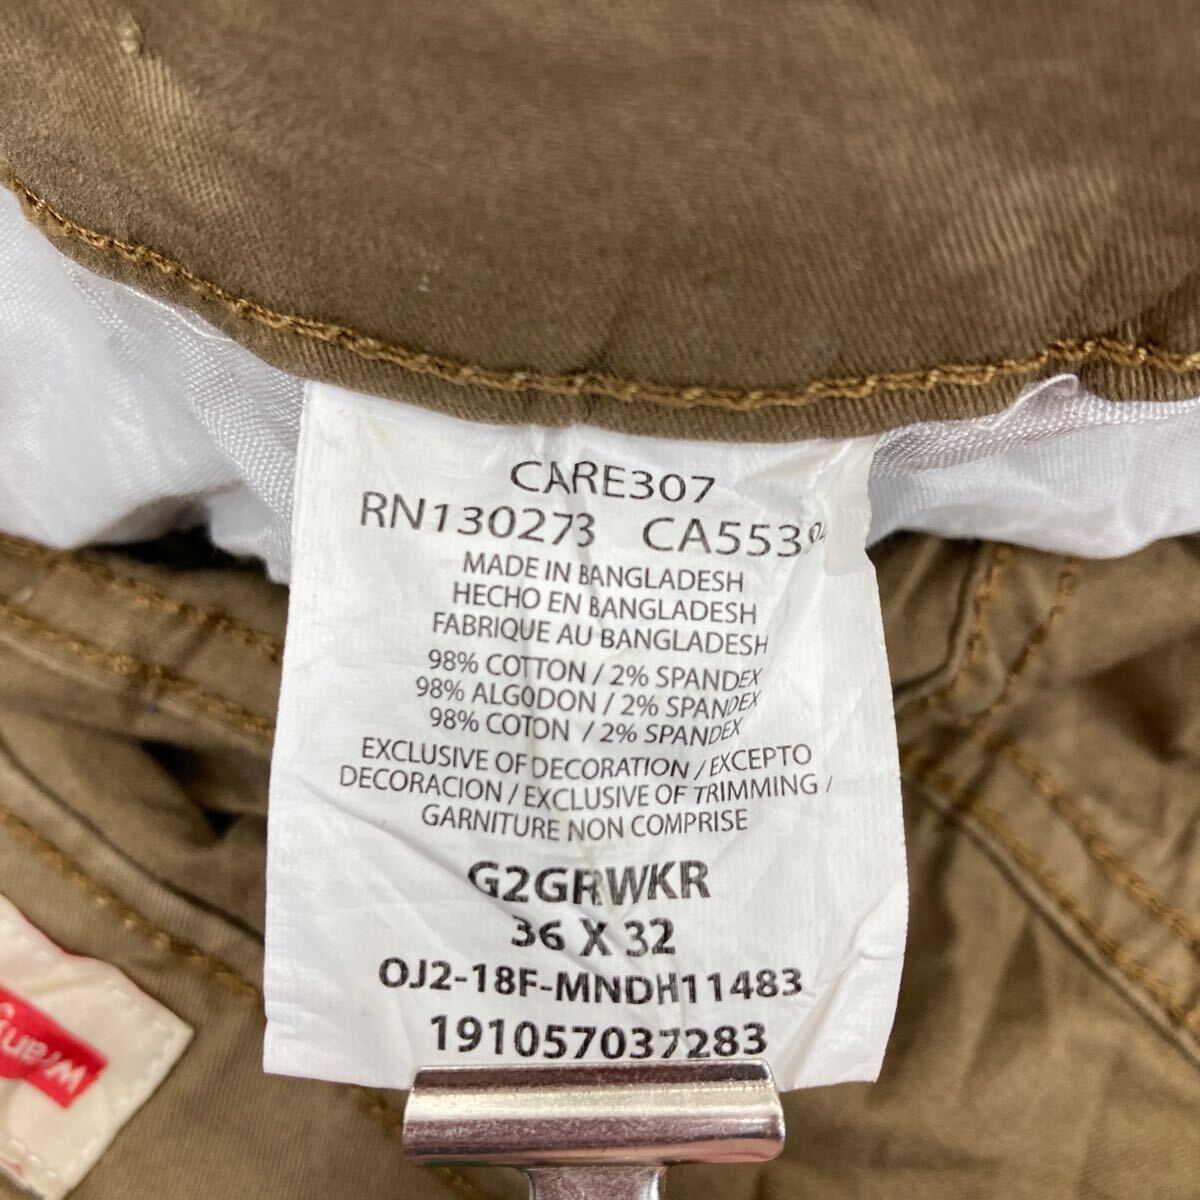 CARE307
RN130273 CA553
MADE IN BANGLADESH
HECHO EN BANGLADESH
FABRIQUE AU BANGLADESH
98% COTTON / 2% SPANDEX
98% ALGODON / 2% SPANDEX
98% COTON / 2% SPANDEX
EXCLUSIVE OF DECORATION / EXCEPTO
DECORACION / EXCLUSIVE OF TRIMMING /
GARNITURE NON COMPRISE
G2GRWKR
36 X 32
OJ2-18F-MNDH11483
191057037283
wran